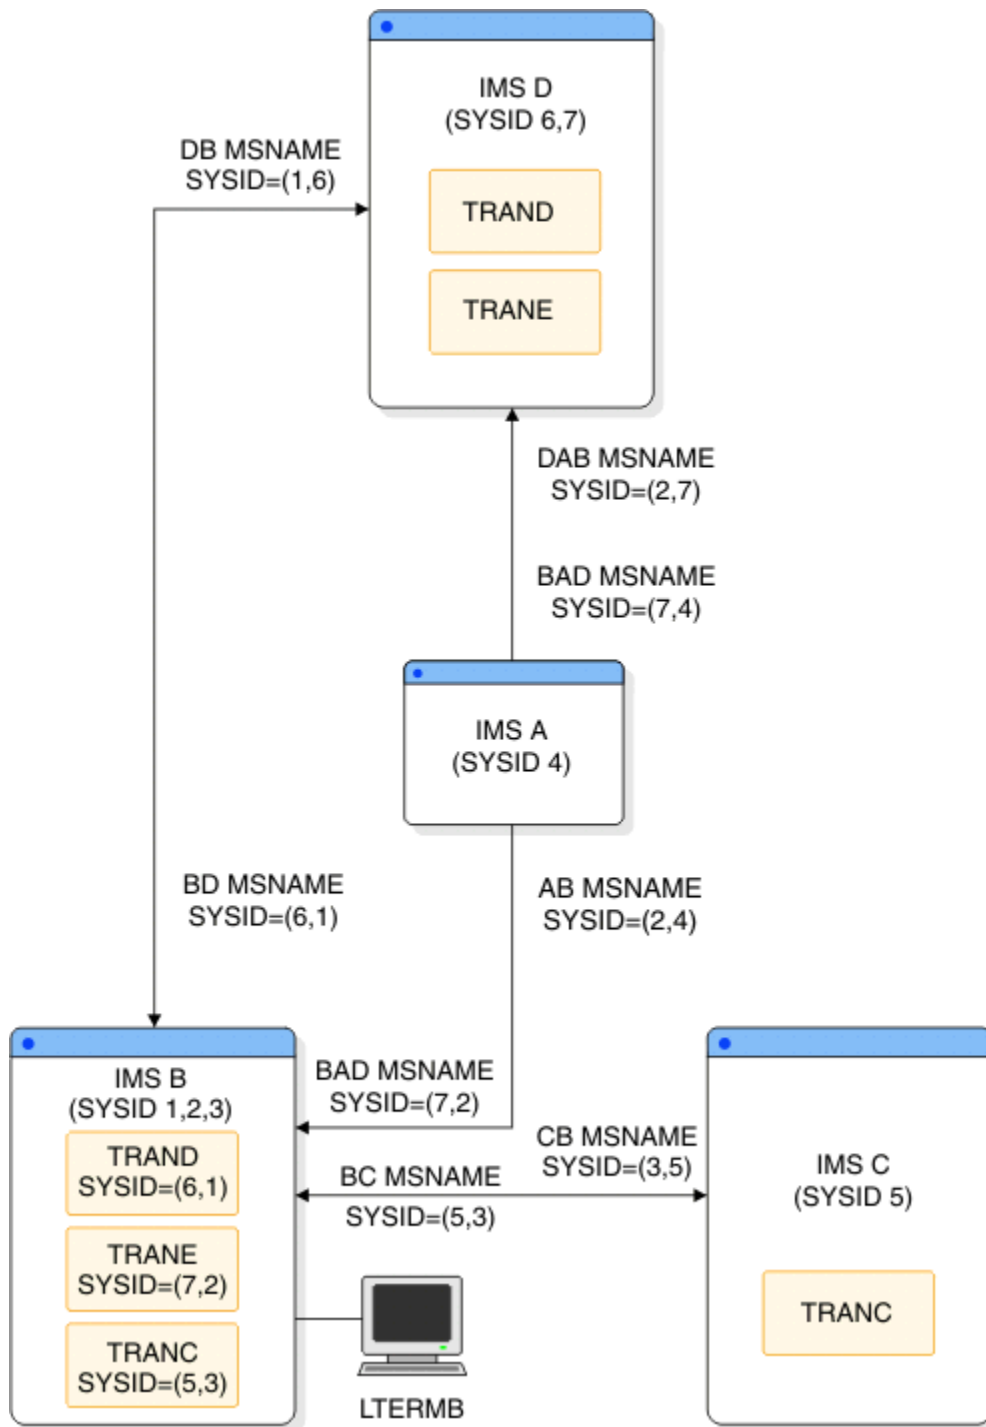 IMS D
(SYSID 6,7)
DB MSNAME
SYSID=(1,6)
TRAND
TRANE
DAB MSNAME
SYSID=(2,7)
BAD MSNAME
SYSID=(7,4)
IMS A
(SYSID 4)
BD MSNAME
SYSID=(6,1)
AB MSNAME
SYSID=(2,4)
IMS B
(SYSID 1,2,3)
BAD MSNAME
SYSID=(7,2)
TRAND
SYSID=(6,1)
CB MSNAME
SYSID=(3,5)
BC MSNAME
SYSID=(5,3)
IMS C
(SYSID 5)
TRANE
SYSID=(7,2)
TRANC
TRANC
SYSID=(5,3)
LTERMB